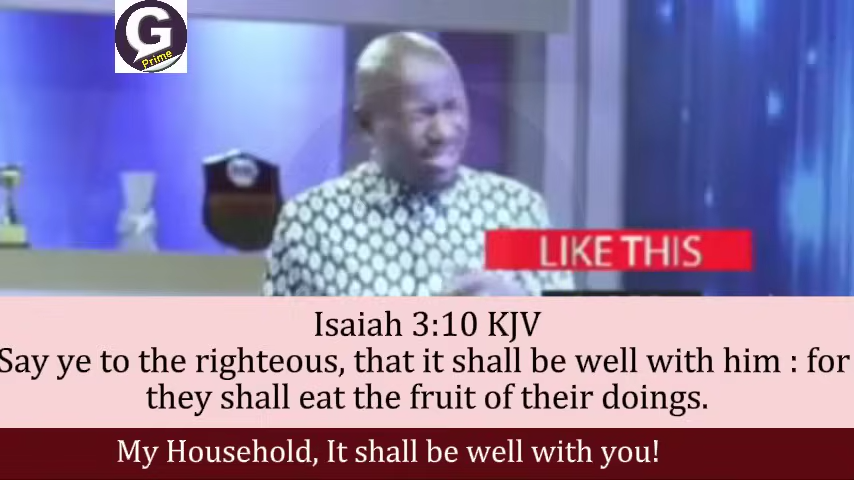 G
Prime
LIKE THIS
Isaiah 3:10 KJV
Say ye to the righteous, that it shall be well with him : for
they shall eat the fruit of their doings.
My Household, It shall be well with you!